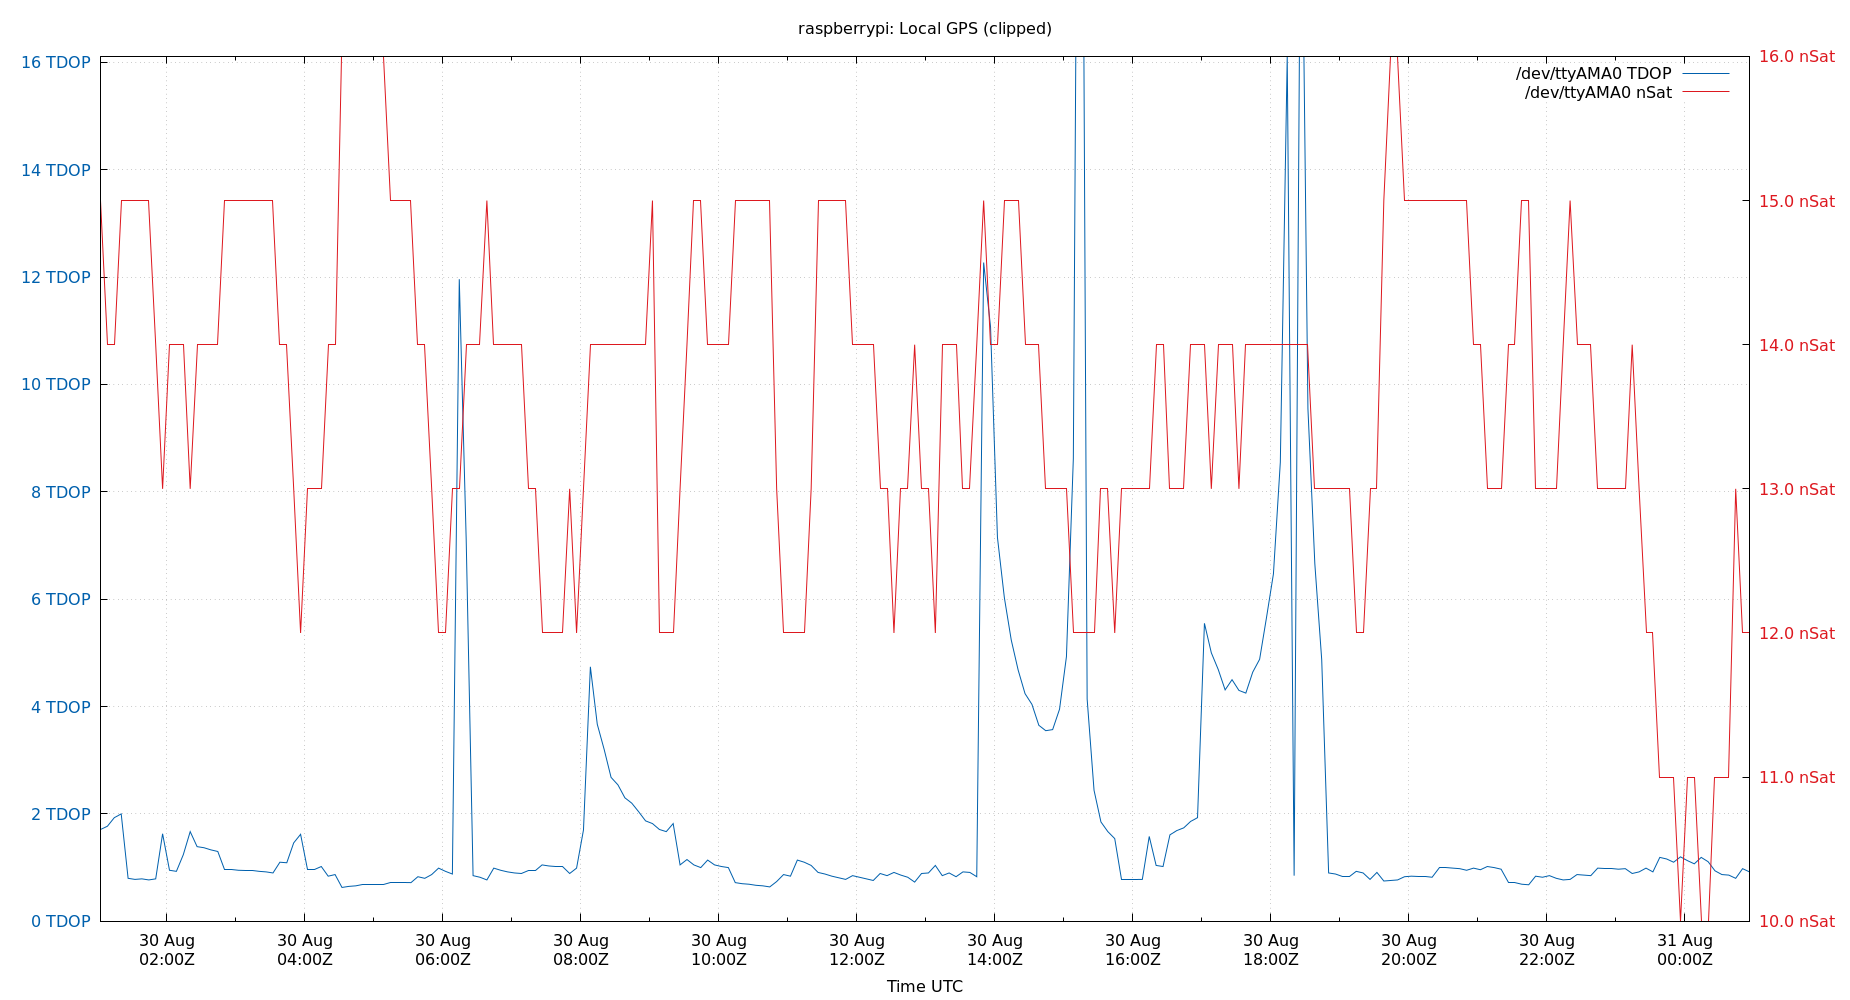 raspberrypi: Local GPS (clipped)
16 TDOP
14 TDOP
12 TDOP
10 TDOP
8 TDOP
6 TDOP
4 TDOP
2 TDOP
0 TDOP
16.0 nSat
15.0 nSat
14.0 nSat
13.0 nSat
12.0 nSat
11.0 nSat
10.0 nSat
/dev/ttyAMA0 TDOP
/dev/ttyAMA0 nSat
30 Aug
02:00Z
30 Aug
04:00Z
30 Aug
06:00Z
30 Aug
08:00Z
30 Aug
10:00Z
30 Aug
12:00Z
30 Aug
14:00Z
30 Aug
16:00Z
30 Aug
18:00Z
30 Aug
20:00Z
30 Aug
22:00Z
31 Aug
00:00Z
Time UTC